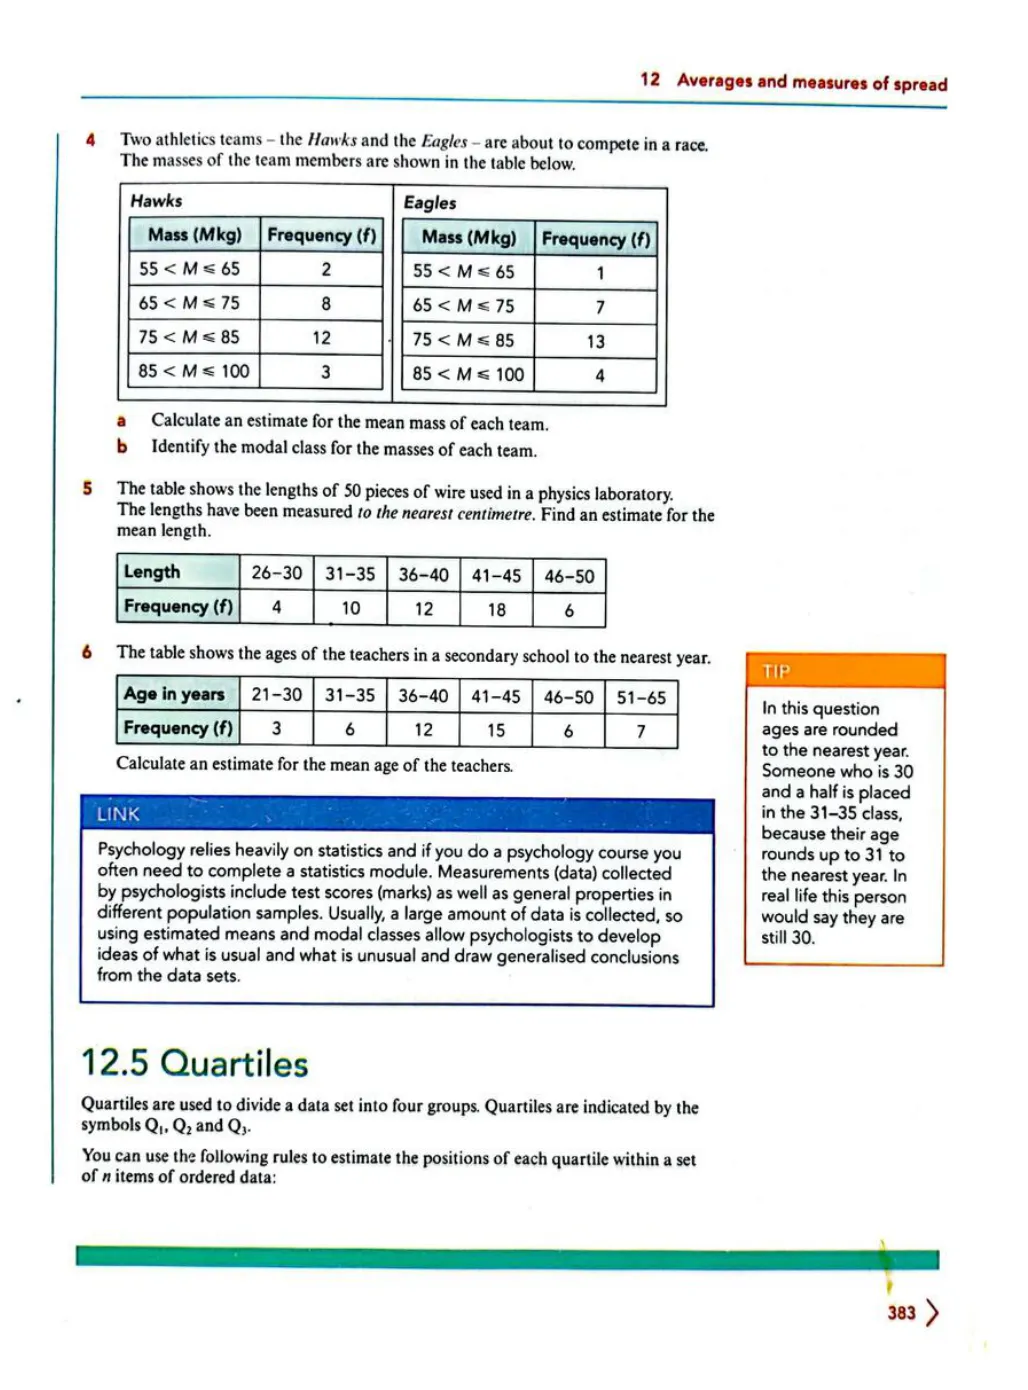 12 Averages and measures of spread
4 Two athletics teams – the Hawks and the Eagles – are about to compete in a race.
The masses of the team members are shown in the table below.
Hawks
Mass (M kg) Frequency (f)
55 < M ⩽ 65 2
65 < M ⩽ 75 8
75 < M ⩽ 85 12
85 < M ⩽ 100 3
Eagles
Mass (M kg) Frequency (f)
55 < M ⩽ 65 1
65 < M ⩽ 75 7
75 < M ⩽ 85 13
85 < M ⩽ 100 4
a Calculate an estimate for the mean mass of each team.
b Identify the modal class for the masses of each team.
5 The table shows the lengths of 50 pieces of wire used in a physics laboratory.
The lengths have been measured to the nearest centimetre. Find an estimate for the
mean length.
Length 26–30 31–35 36–40 41–45 46–50
Frequency (f) 4 10 12 18 6
6 The table shows the ages of the teachers in a secondary school to the nearest year.
Age in years 21–30 31–35 36–40 41–45 46–50 51–65
Frequency (f) 3 6 12 15 6 7
Calculate an estimate for the mean age of the teachers.
TIP
In this question
ages are rounded
to the nearest year.
Someone who is 30
and a half is placed
in the 31–35 class,
because their age
rounds up to 31 to
the nearest year. In
real life this person
would say they are
still 30.
LINK
Psychology relies heavily on statistics and if you do a psychology course you
often need to complete a statistics module. Measurements (data) collected
by psychologists include test scores (marks) as well as general properties in
different population samples. Usually, a large amount of data is collected, so
using estimated means and modal classes allow psychologists to develop
ideas of what is usual and what is unusual and draw generalised conclusions
from the data sets.
12.5 Quartiles
Quartiles are used to divide a data set into four groups. Quartiles are indicated by the
symbols Q₁, Q₂ and Q₃.
You can use the following rules to estimate the positions of each quartile within a set
of n items of ordered data:
383 ⟩